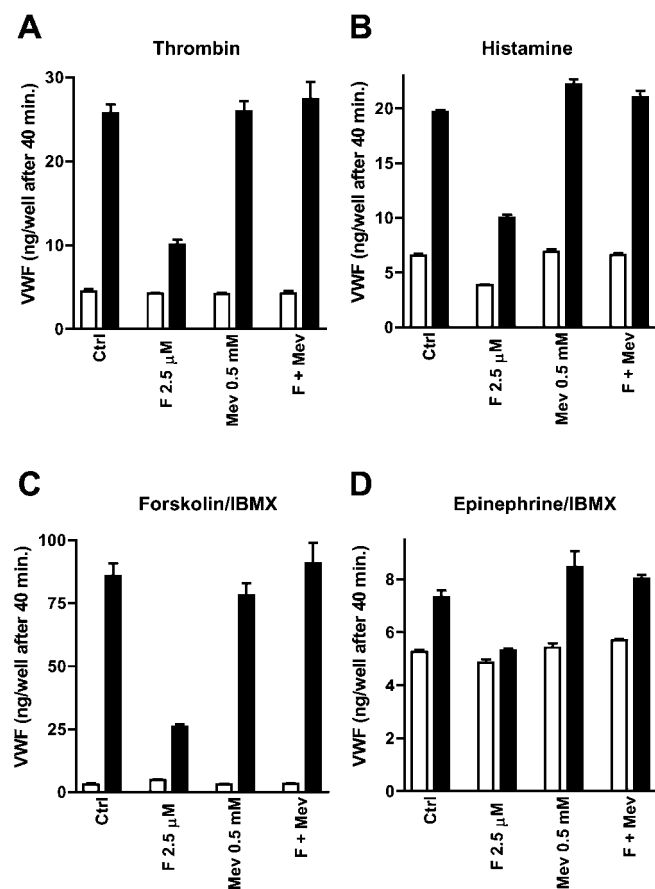 A
Thrombin
VWF (ng/well after 40 min.)
30
20
10
0
Ctrl
F 2.5 μM
Mev 0.5 mM
F + Mev
B
Histamine
VWF (ng/well after 40 min.)
20
15
10
5
0
Ctrl
F 2.5 μM
Mev 0.5 mM
F + Mev
C
Forskolin/IBMX
VWF (ng/well after 40 min.)
100
75
50
25
0
Ctrl
F 2.5 μM
Mev 0.5 mM
F + Mev
D
Epinephrine/IBMX
VWF (ng/well after 40 min.)
8
6
4
2
0
Ctrl
F 2.5 μM
Mev 0.5 mM
F + Mev